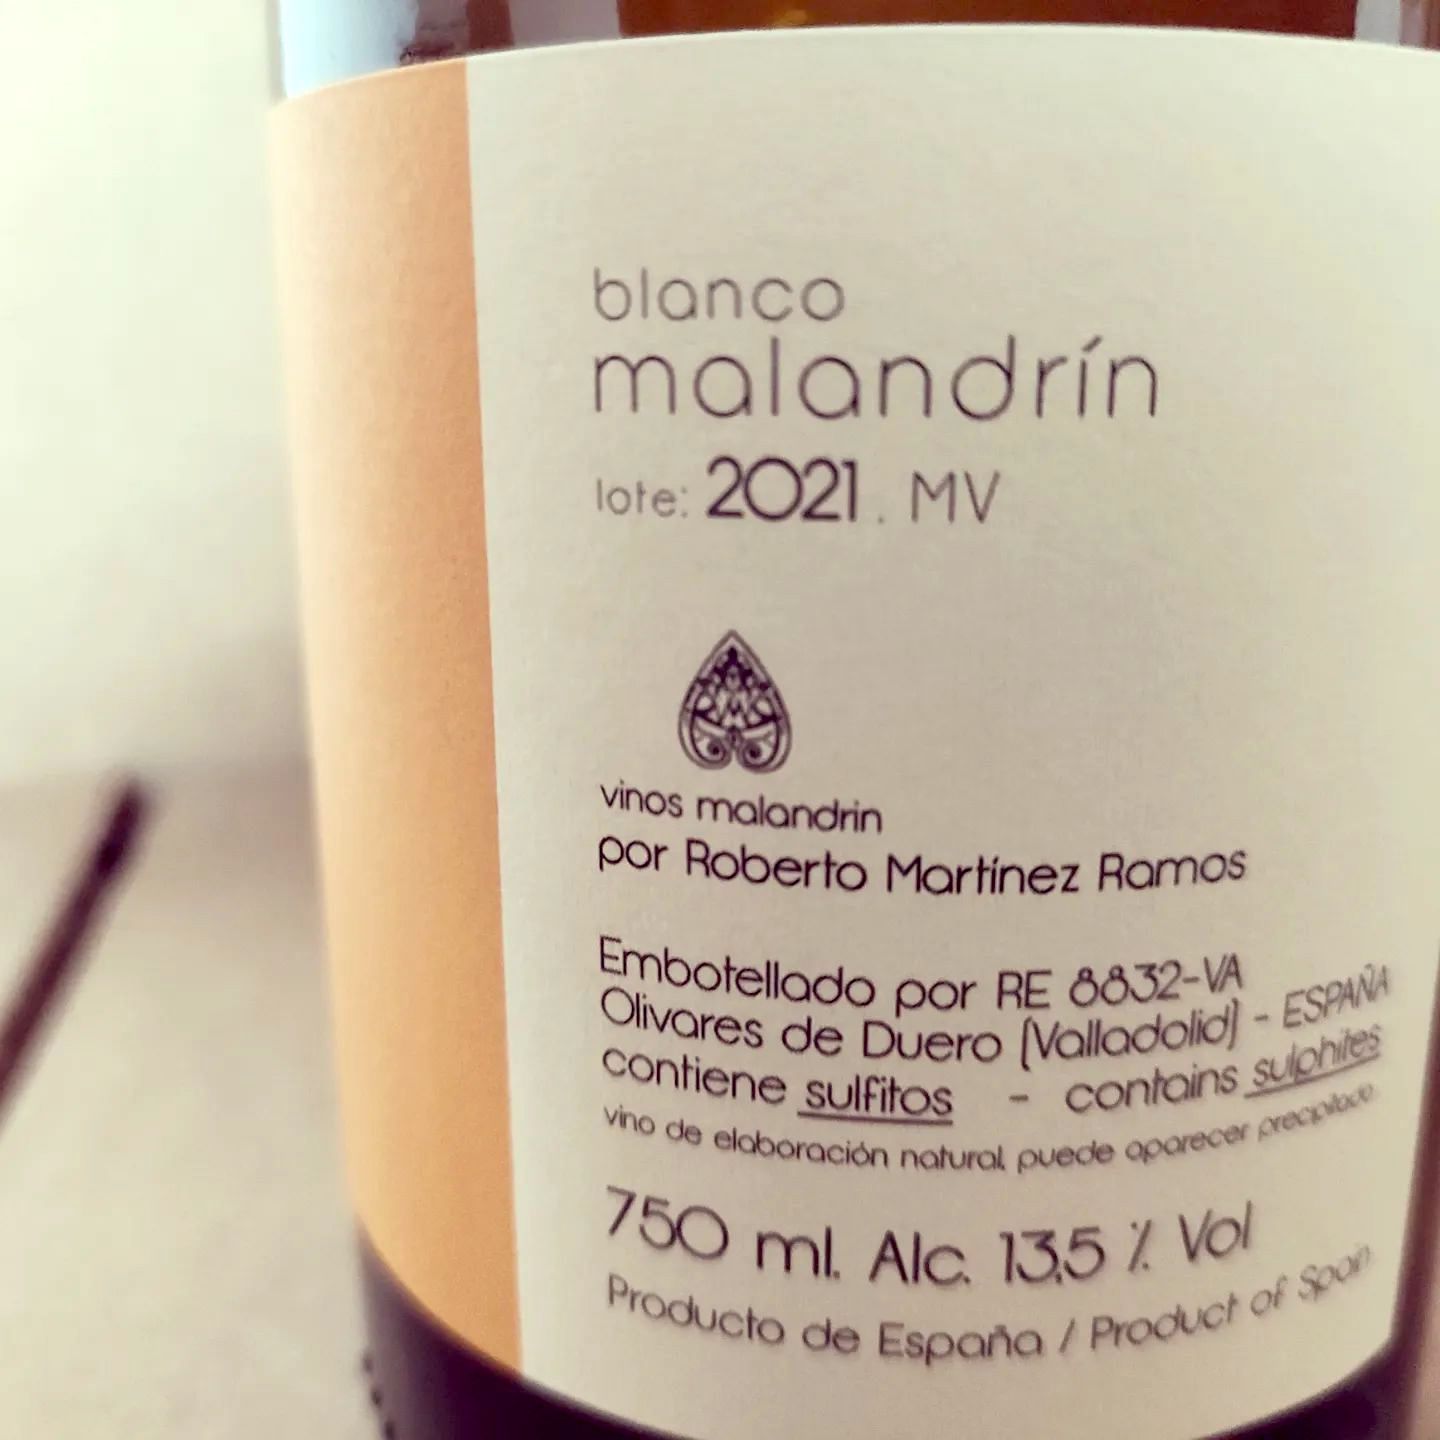 blanco
malandrín
lote: 2021 . MV
vinos malandrin
por Roberto Martínez Ramos
Embotellado por RE 8832-VA
Olivares de Duero (Valladolid) - ESPAÑA
contiene sulfitos - contains sulphites
vino de elaboración natural, puede aparecer precipitado.
750 ml. Alc. 13,5 % Vol
Producto de España / Product of Spain